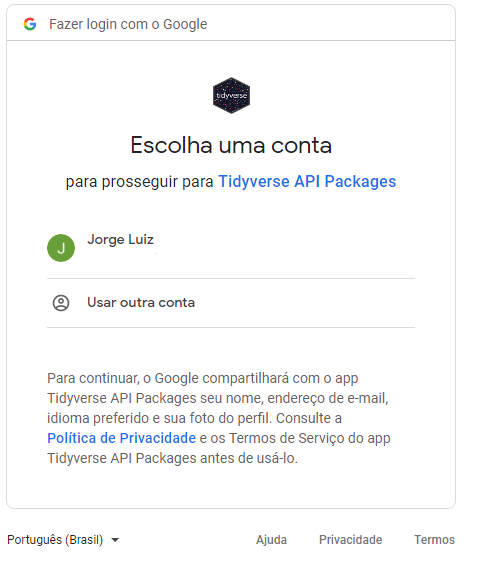 Fazer login com o Google
tidyverse
Escolha uma conta
para prosseguir para Tidyverse API Packages
J
Jorge Luiz
Usar outra conta
Para continuar, o Google compartilhará com o app
Tidyverse API Packages seu nome, endereço de e-mail,
idioma preferido e sua foto do perfil. Consulte a
Política de Privacidade e os Termos de Serviço do app
Tidyverse API Packages antes de usá-lo.
Português (Brasil) Ajuda Privacidade Termos